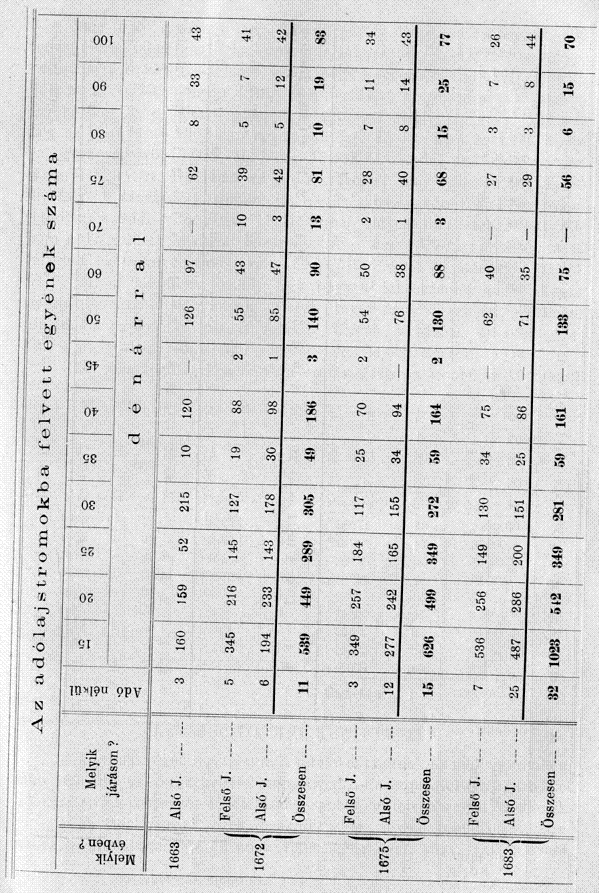 Az adólajstromokba felvett egyének száma
Melyik évben ? Melyik járáson ? Adó nélkül 15 20 25 30 35 40 45 50 60 70 75 80 90 100
dénárral
1663 Alsó J. — — 3 160 159 52 215 10 120 — 126 97 — 62 8 33 43
Felső J. — — 5 345 216 145 127 19 88 2 55 43 10 39 5 7 41
1672 Alsó J. — — 6 194 233 143 178 30 98 1 85 47 3 42 5 12 42
Összesen — — 11 539 449 289 305 49 186 3 140 90 13 81 10 19 83
Felső J. — — 3 349 257 184 117 25 70 2 54 50 2 28 7 11 34
1675 Alsó J. — — 12 277 242 165 155 34 94 — 76 38 1 40 8 14 43
Összesen — — 15 626 499 349 272 59 164 2 130 88 3 68 15 25 77
Felső J. — — 7 536 256 149 130 34 75 — 62 40 — 27 3 7 26
1683 Alsó J. — — 25 487 286 200 151 25 86 — 71 35 — 29 3 8 44
Összesen — — 32 1023 542 349 281 59 161 — 133 75 — 56 6 15 70